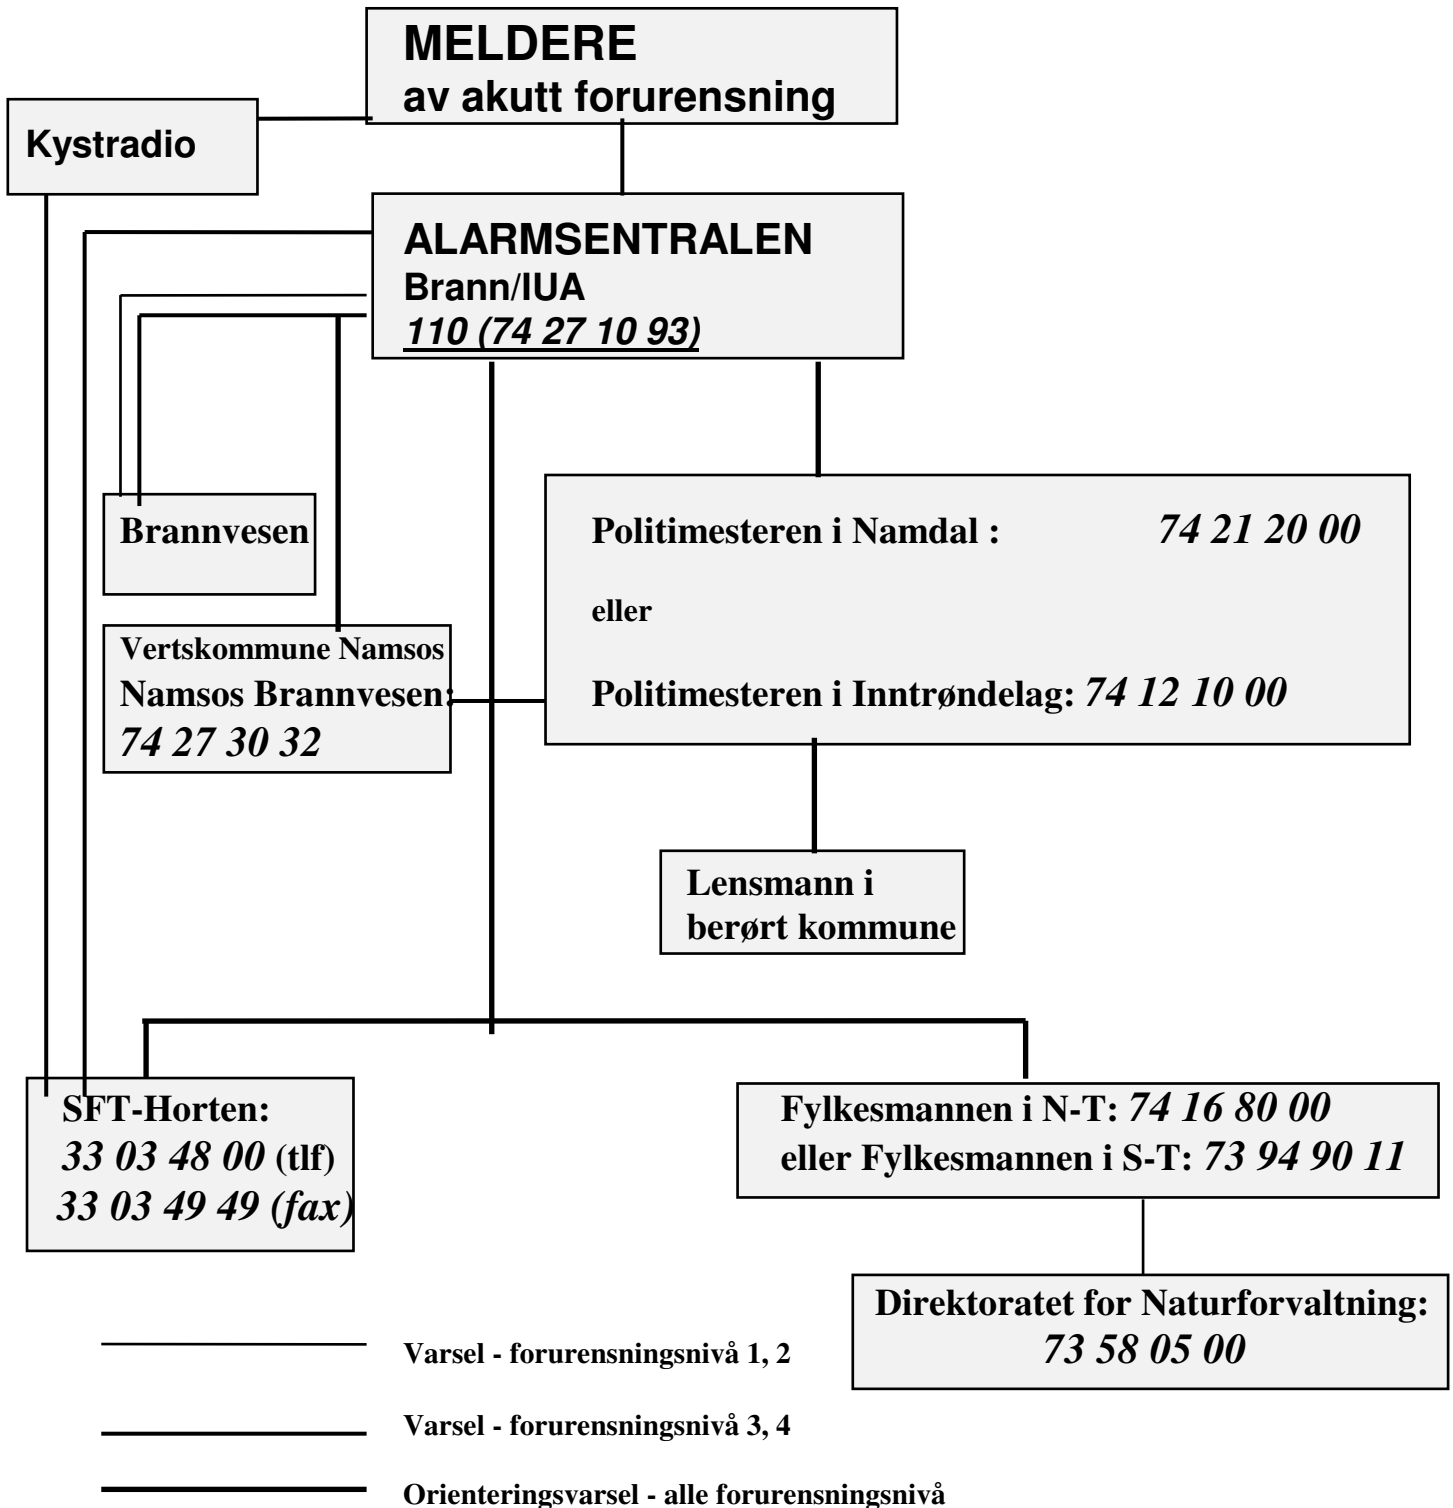 MELDERE
av akutt forurensning
Kystradio
ALARMSENTRALEN
Brann/IUA
110 (74 27 10 93)
Brannvesen
Politimesteren i Namdal : 74 21 20 00
eller
Politimesteren i Inntrøndelag: 74 12 10 00
Vertskommune Namsos
Namsos Brannvesen:
74 27 30 32
Lensmann i
berørt kommune
SFT-Horten:
33 03 48 00 (tlf)
33 03 49 49 (fax)
Fylkesmannen i N-T: 74 16 80 00
eller Fylkesmannen i S-T: 73 94 90 11
Direktoratet for Naturforvaltning:
73 58 05 00
Varsel - forurensningsnivå 1, 2
Varsel - forurensningsnivå 3, 4
Orienteringsvarsel - alle forurensningsnivå